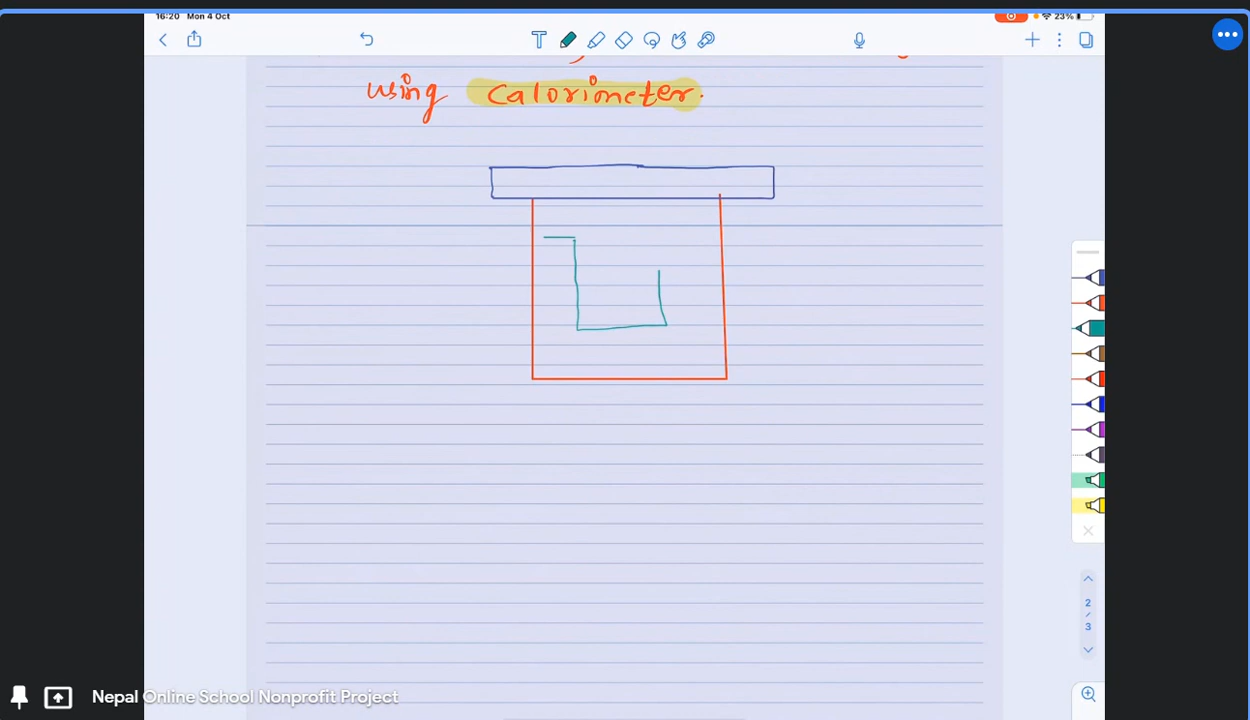 16:20 Mon 4 Oct
23%
T
using Calorimeter.
2
/
3
Nepal Online School Nonprofit Project